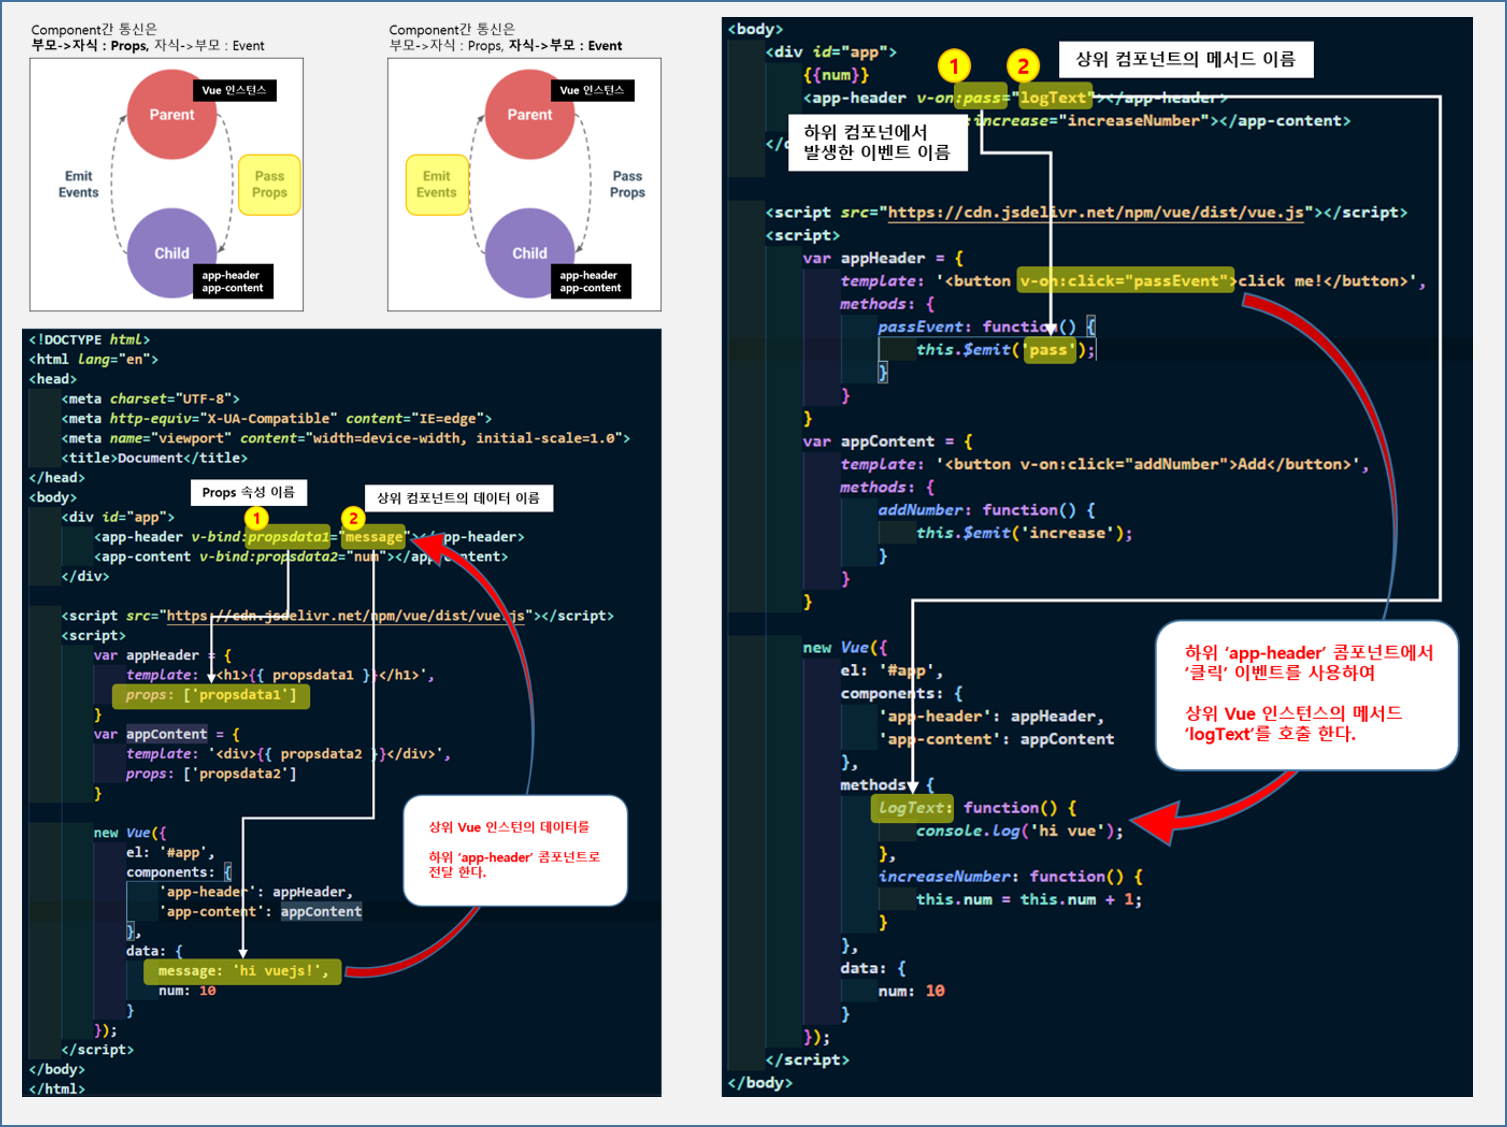 Component간 통신은
부모->자식 : Props, 자식->부모 : Event
Vue 인스턴스
Parent
Emit
Events
Pass
Props
Child
app-header
app-content
Component간 통신은
부모->자식 : Props, 자식->부모 : Event
Vue 인스턴스
Parent
Emit
Events
Pass
Props
Child
app-header
app-content
<!DOCTYPE html>
<html lang="en">
<head>
<meta charset="UTF-8">
<meta http-equiv="X-UA-Compatible" content="IE=edge">
<meta name="viewport" content="width=device-width, initial-scale=1.0">
<title>Document</title>
</head>
<body>
Props 속성 이름
상위 컴포넌트의 데이터 이름
<div id="app">
1
2
<app-header v-bind:propsdata1="message"></app-header>
<app-content v-bind:propsdata2="num"></app-content>
</div>
<script src="https://cdn.jsdelivr.net/npm/vue/dist/vue.js"></script>
<script>
var appHeader = {
template: '<h1>{{ propsdata1 }}</h1>',
props: ['propsdata1']
}
var appContent = {
template: '<div>{{ propsdata2 }}</div>',
props: ['propsdata2']
}
new Vue({
el: '#app',
components: {
'app-header': appHeader,
'app-content': appContent
},
data: {
message: 'hi vuejs!',
num: 10
}
});
</script>
</body>
</html>
상위 Vue 인스턴의 데이터를
하위 ‘app-header’ 콤포넌트로
전달 한다.
<body>
<div id="app">
1
2
상위 컴포넌트의 메서드 이름
{{num}}
<app-header v-on:pass="logText"></app-header>
:increase="increaseNumber"></app-content>
하위 컴포넌에서
발생한 이벤트 이름
<script src="https://cdn.jsdelivr.net/npm/vue/dist/vue.js"></script>
<script>
var appHeader = {
template: '<button v-on:click="passEvent">click me!</button>',
methods: {
passEvent: function() {
this.$emit('pass');
}
}
}
var appContent = {
template: '<button v-on:click="addNumber">Add</button>',
methods: {
addNumber: function() {
this.$emit('increase');
}
}
}
new Vue({
el: '#app',
components: {
'app-header': appHeader,
'app-content': appContent
},
methods: {
logText: function() {
console.log('hi vue');
},
increaseNumber: function() {
this.num = this.num + 1;
}
},
data: {
num: 10
}
});
</script>
</body>
하위 ‘app-header’ 콤포넌트에서
‘클릭‘ 이벤트를 사용하여
상위 Vue 인스턴스의 메서드
‘logText’를 호출 한다.